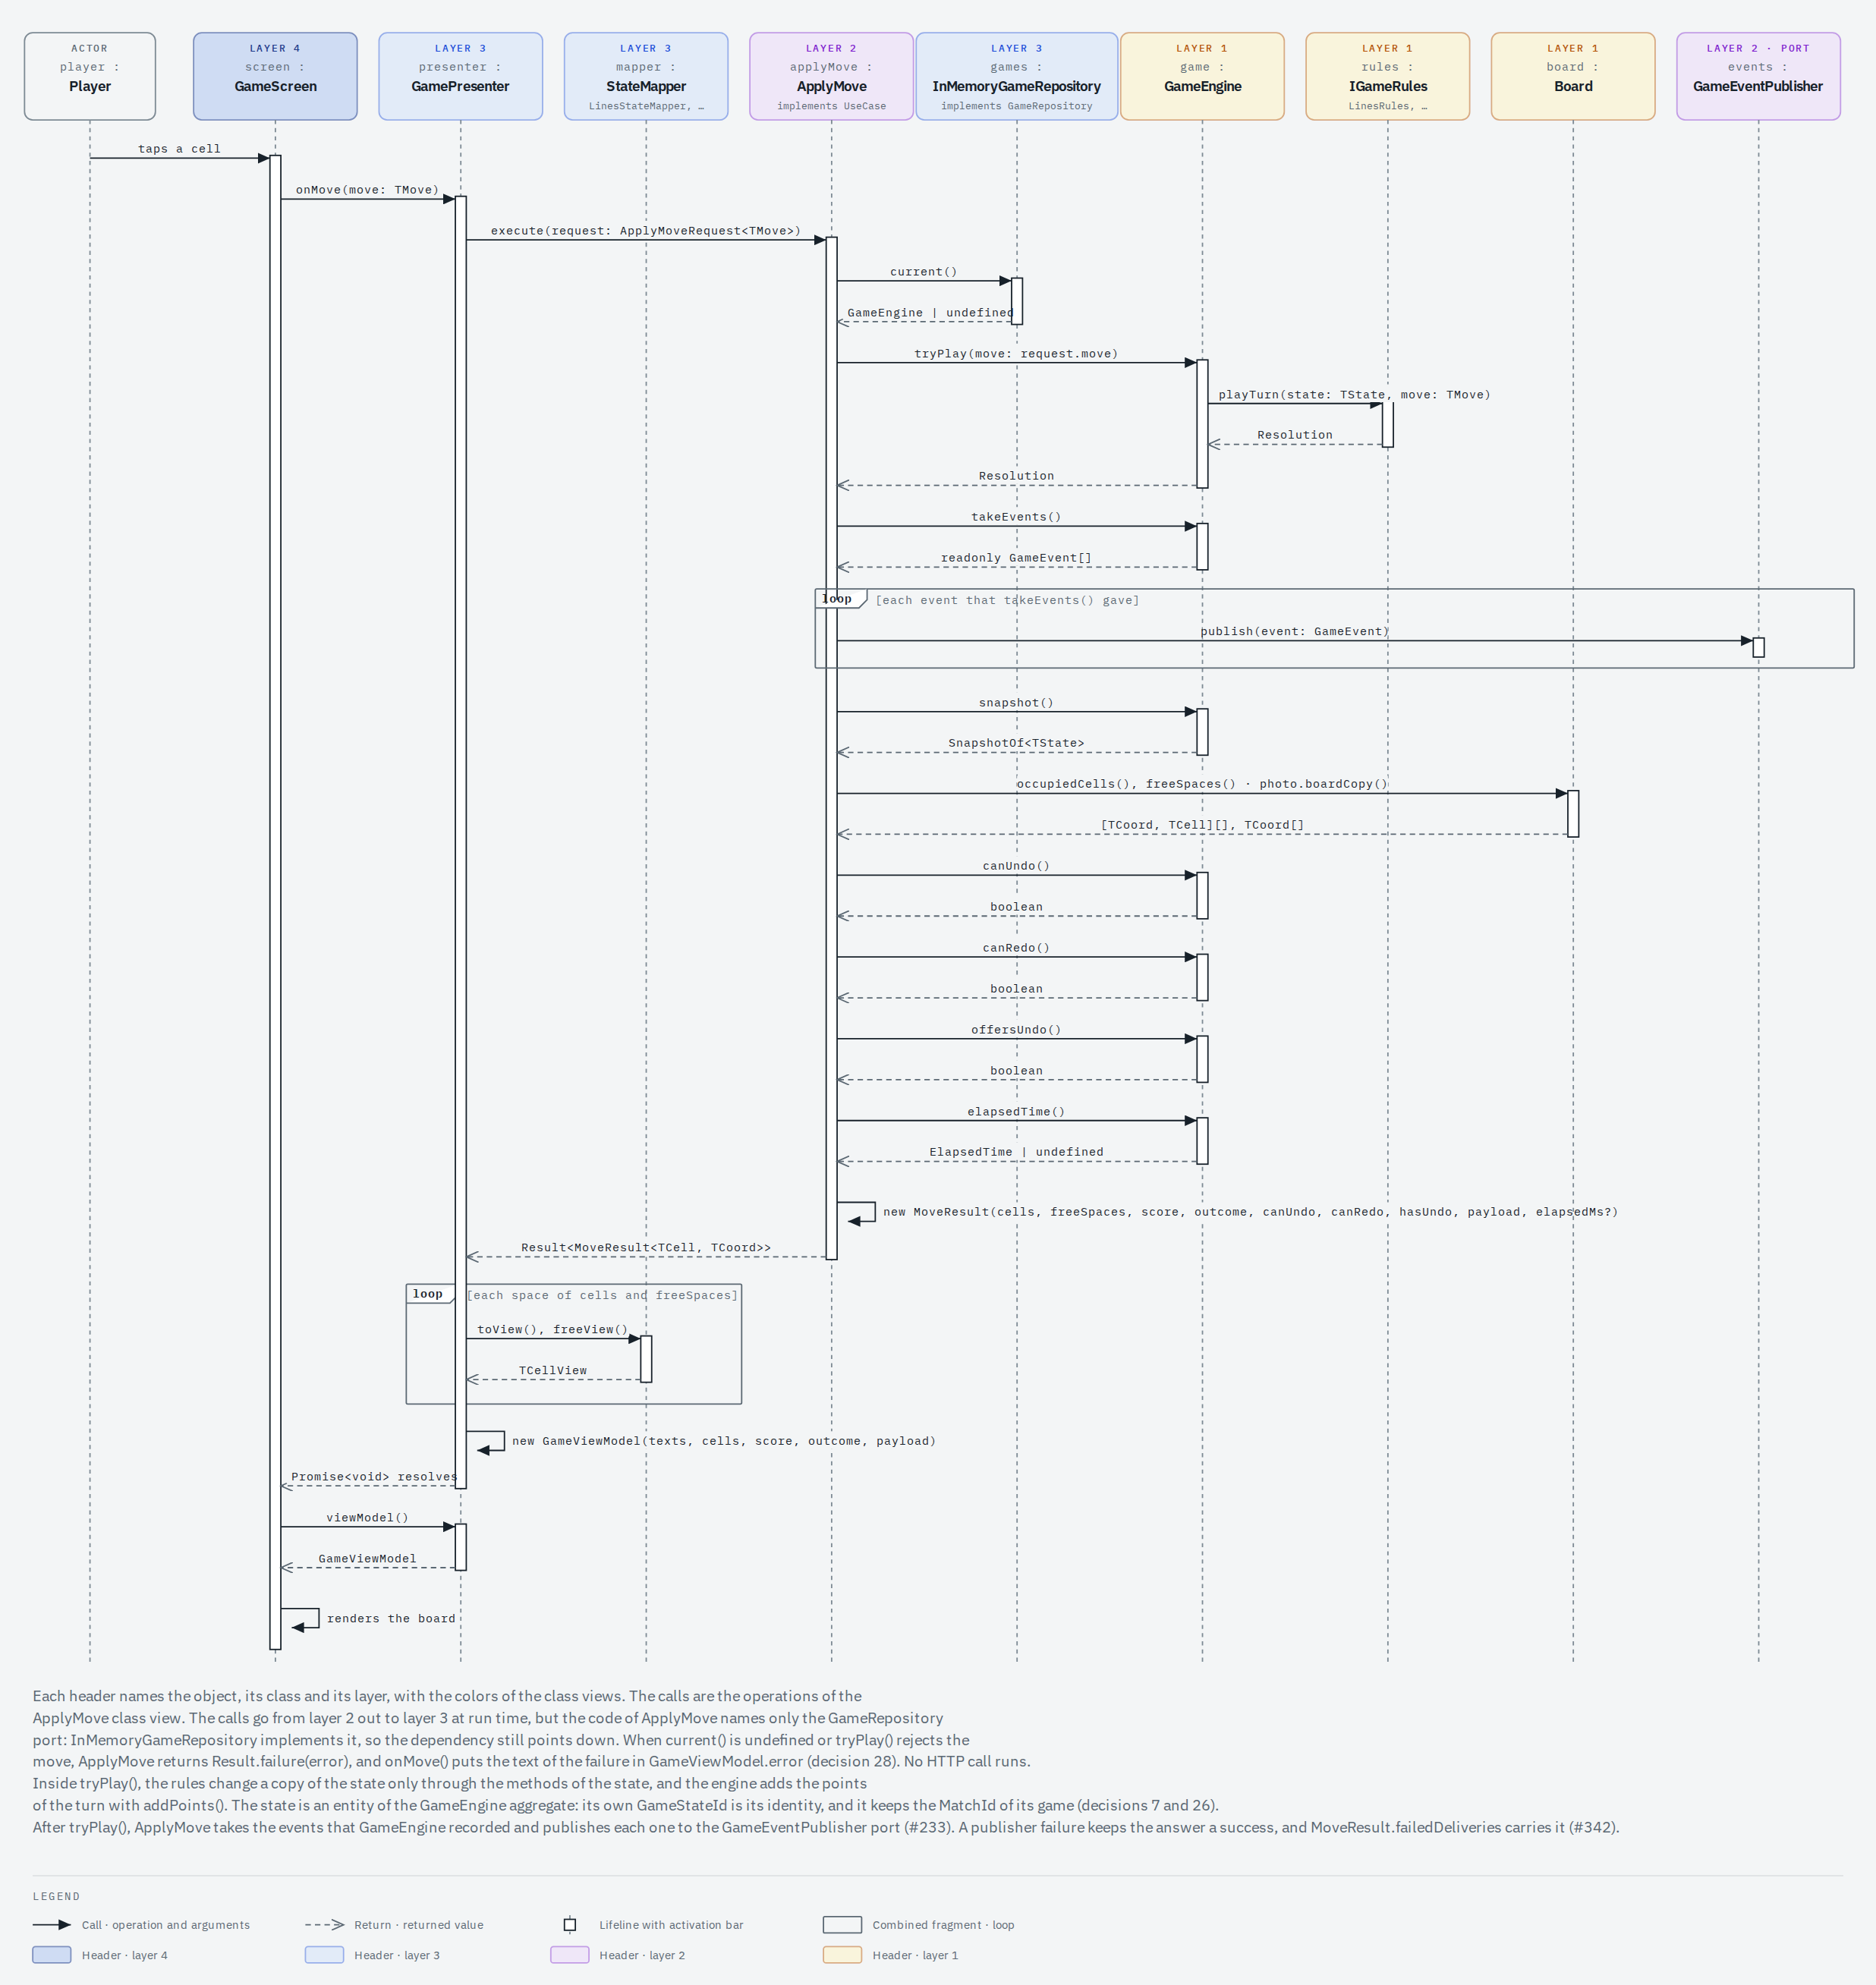 ACTOR
player :
Player
LAYER 4
screen :
GameScreen
LAYER 3
presenter :
GamePresenter
LAYER 3
mapper :
StateMapper
LinesStateMapper, …
LAYER 2
applyMove :
ApplyMove
implements UseCase
LAYER 3
games :
InMemoryGameRepository
implements GameRepository
LAYER 1
game :
GameEngine
LAYER 1
rules :
IGameRules
LinesRules, …
LAYER 1
board :
Board
LAYER 2 · PORT
events :
GameEventPublisher
taps a cell
onMove(move: TMove)
execute(request: ApplyMoveRequest<TMove>)
current()
GameEngine | undefined
tryPlay(move: request.move)
playTurn(state: TState, move: TMove)
Resolution
Resolution
takeEvents()
readonly GameEvent[]
loop
[each event that takeEvents() gave]
publish(event: GameEvent)
snapshot()
SnapshotOf<TState>
occupiedCells(), freeSpaces() · photo.boardCopy()
[TCoord, TCell][], TCoord[]
canUndo()
boolean
canRedo()
boolean
offersUndo()
boolean
elapsedTime()
ElapsedTime | undefined
new MoveResult(cells, freeSpaces, score, outcome, canUndo, canRedo, hasUndo, payload, elapsedMs?)
Result<MoveResult<TCell, TCoord>>
loop
[each space of cells and freeSpaces]
toView(), freeView()
TCellView
new GameViewModel(texts, cells, score, outcome, payload)
Promise<void> resolves
viewModel()
GameViewModel
renders the board
Each header names the object, its class and its layer, with the colors of the class views. The calls are the operations of the
ApplyMove class view. The calls go from layer 2 out to layer 3 at run time, but the code of ApplyMove names only the GameRepository
port: InMemoryGameRepository implements it, so the dependency still points down. When current() is undefined or tryPlay() rejects the
move, ApplyMove returns Result.failure(error), and onMove() puts the text of the failure in GameViewModel.error (decision 28). No HTTP call runs.
Inside tryPlay(), the rules change a copy of the state only through the methods of the state, and the engine adds the points
of the turn with addPoints(). The state is an entity of the GameEngine aggregate: its own GameStateId is its identity, and it keeps the MatchId of its game (decisions 7 and 26).
After tryPlay(), ApplyMove takes the events that GameEngine recorded and publishes each one to the GameEventPublisher port (#233). A publisher failure keeps the answer a success, and MoveResult.failedDeliveries carries it (#342).
LEGEND
Call · operation and arguments
Return · returned value
Lifeline with activation bar
Combined fragment · loop
Header · layer 4
Header · layer 3
Header · layer 2
Header · layer 1